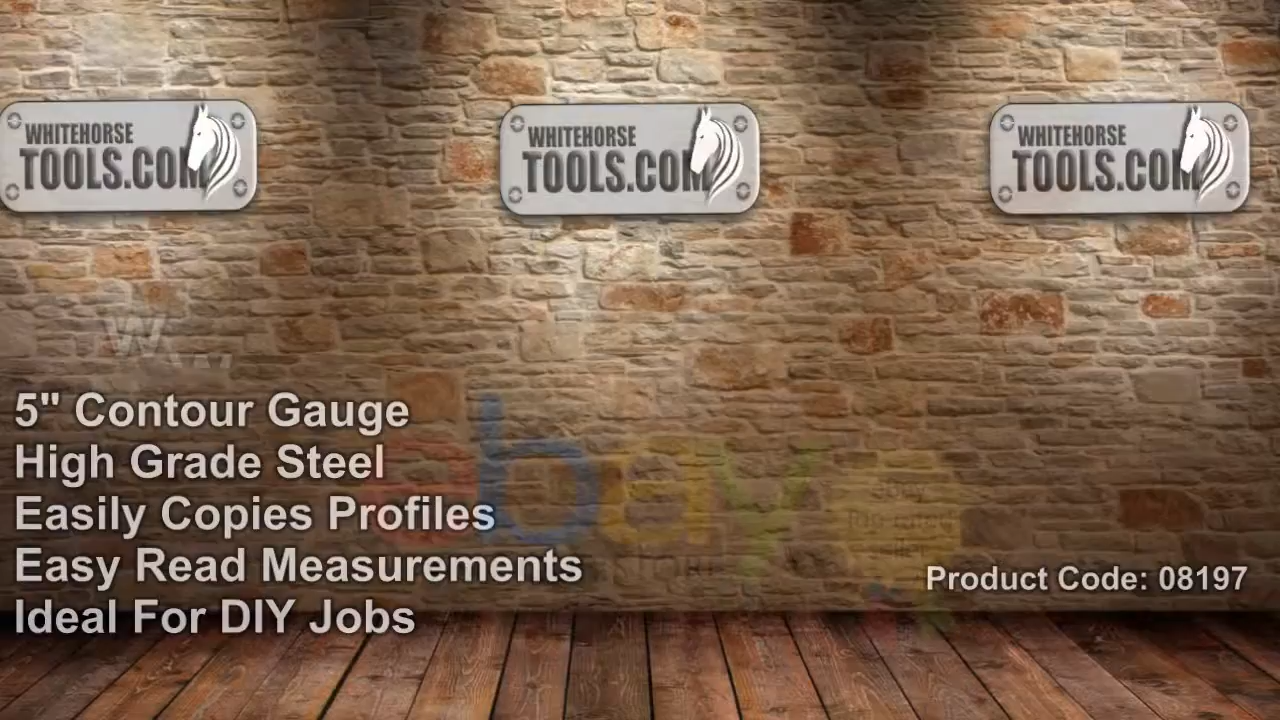 WHITEHORSE
TOOLS.COM
WHITEHORSE
TOOLS.COM
WHITEHORSE
TOOLS.COM
5" Contour Gauge
High Grade Steel
Easily Copies Profiles
ebay
Easy Read Measurements
Product Code: 08197
Ideal For DIY Jobs